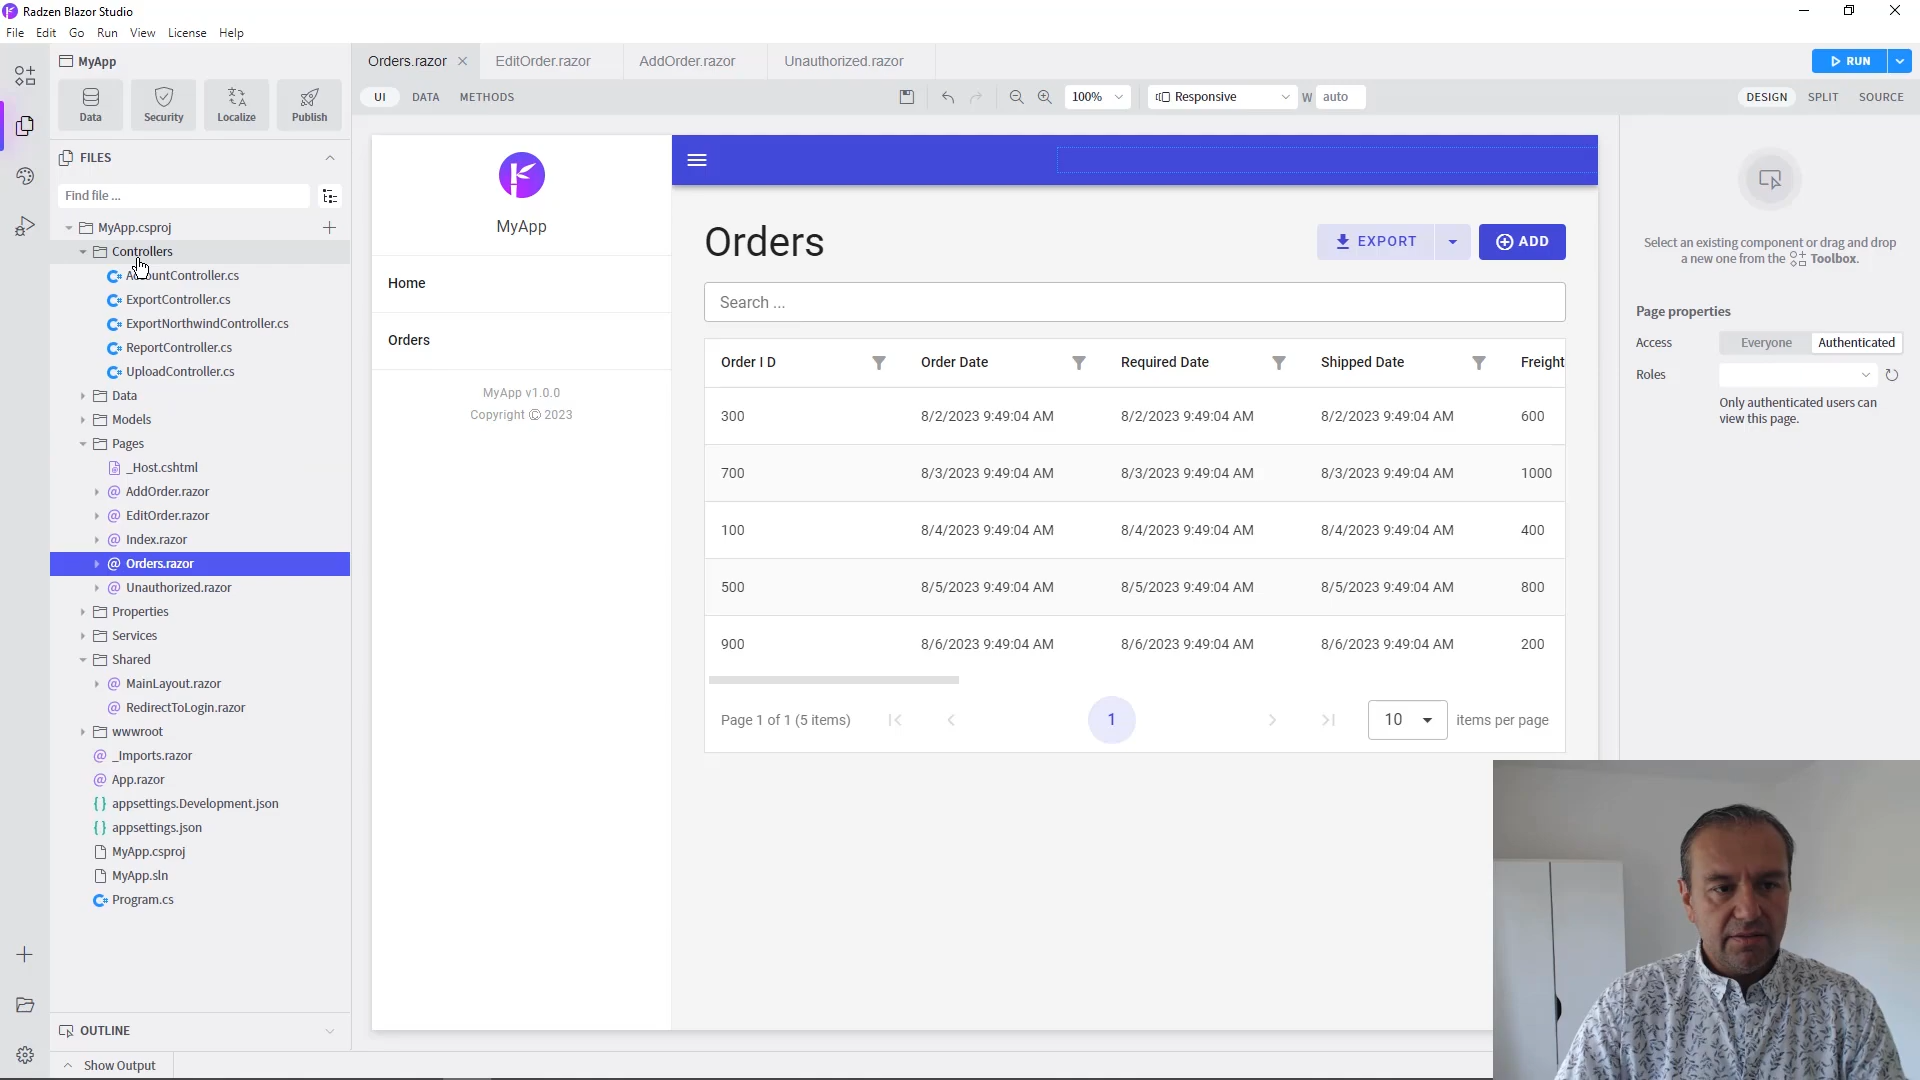 Radzen Blazor Studio
File Edit Go Run View License Help
MyApp
Data Security Localize Publish
FILES
Find file ...
MyApp.csproj
Controllers
AccountController.cs
ExportController.cs
ExportNorthwindController.cs
ReportController.cs
UploadController.cs
Data
Models
Pages
_Host.cshtml
AddOrder.razor
EditOrder.razor
Index.razor
Orders.razor
Unauthorized.razor
Properties
Services
Shared
MainLayout.razor
RedirectToLogin.razor
wwwroot
_Imports.razor
App.razor
appsettings.Development.json
appsettings.json
MyApp.csproj
MyApp.sln
Program.cs
OUTLINE
Show Output
Orders.razor EditOrder.razor AddOrder.razor Unauthorized.razor
RUN
UI DATA METHODS
100% Responsive W auto
DESIGN SPLIT SOURCE
MyApp
Home
Orders
MyApp v1.0.0
Copyright © 2023
Orders
EXPORT ADD
Search ...
Order I D Order Date Required Date Shipped Date Freight
300 8/2/2023 9:49:04 AM 8/2/2023 9:49:04 AM 8/2/2023 9:49:04 AM 600
700 8/3/2023 9:49:04 AM 8/3/2023 9:49:04 AM 8/3/2023 9:49:04 AM 1000
100 8/4/2023 9:49:04 AM 8/4/2023 9:49:04 AM 8/4/2023 9:49:04 AM 400
500 8/5/2023 9:49:04 AM 8/5/2023 9:49:04 AM 8/5/2023 9:49:04 AM 800
900 8/6/2023 9:49:04 AM 8/6/2023 9:49:04 AM 8/6/2023 9:49:04 AM 200
Page 1 of 1 (5 items) 1 10 items per page
Select an existing component or drag and drop
a new one from the Toolbox.
Page properties
Access Everyone Authenticated
Roles
Only authenticated users can
view this page.